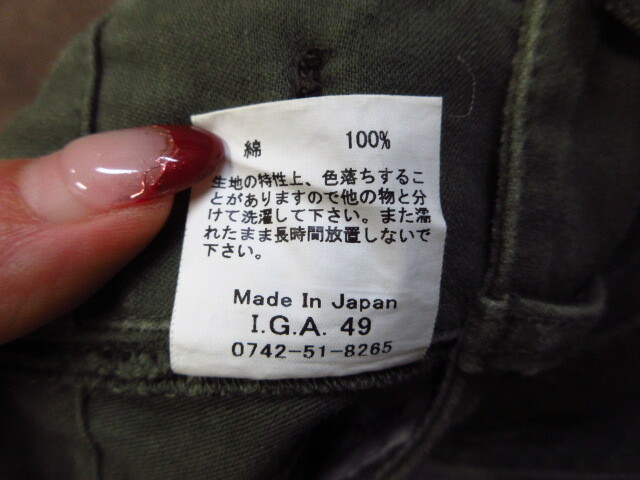 綿 100%
生地の特性上、色落ちするこ
とがありますので他の物と分
けて洗濯して下さい。また濡
れたまま長時間放置しないで
下さい。
Made In Japan
I.G.A. 49
0742-51-8265